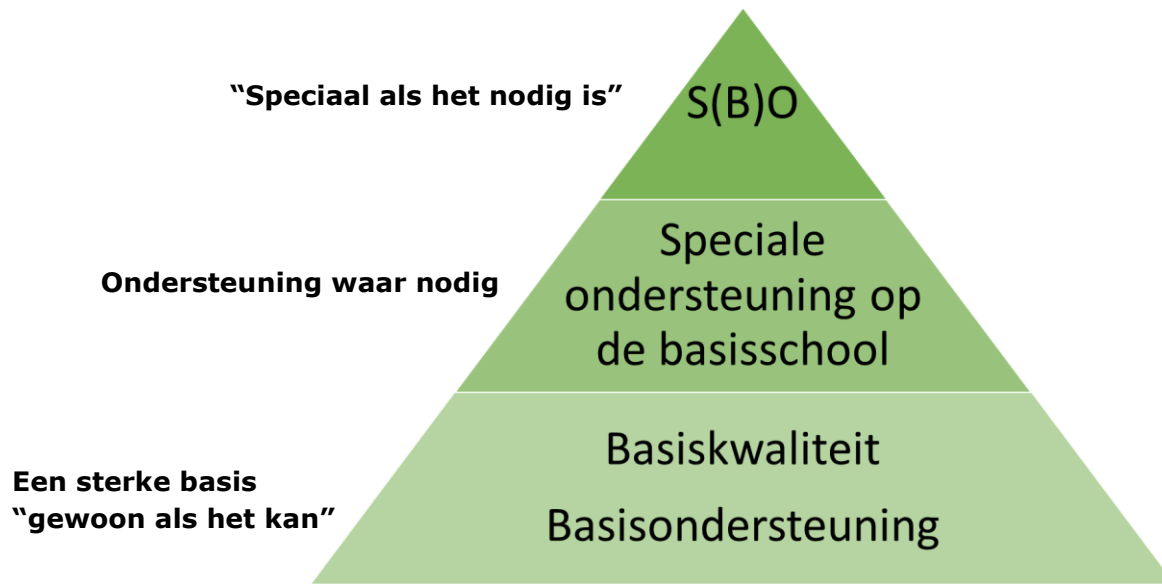 “Speciaal als het nodig is”
S(B)O
Ondersteuning waar nodig
Speciale
ondersteuning op
de basisschool
Een sterke basis
“gewoon als het kan”
Basiskwaliteit
Basisondersteuning